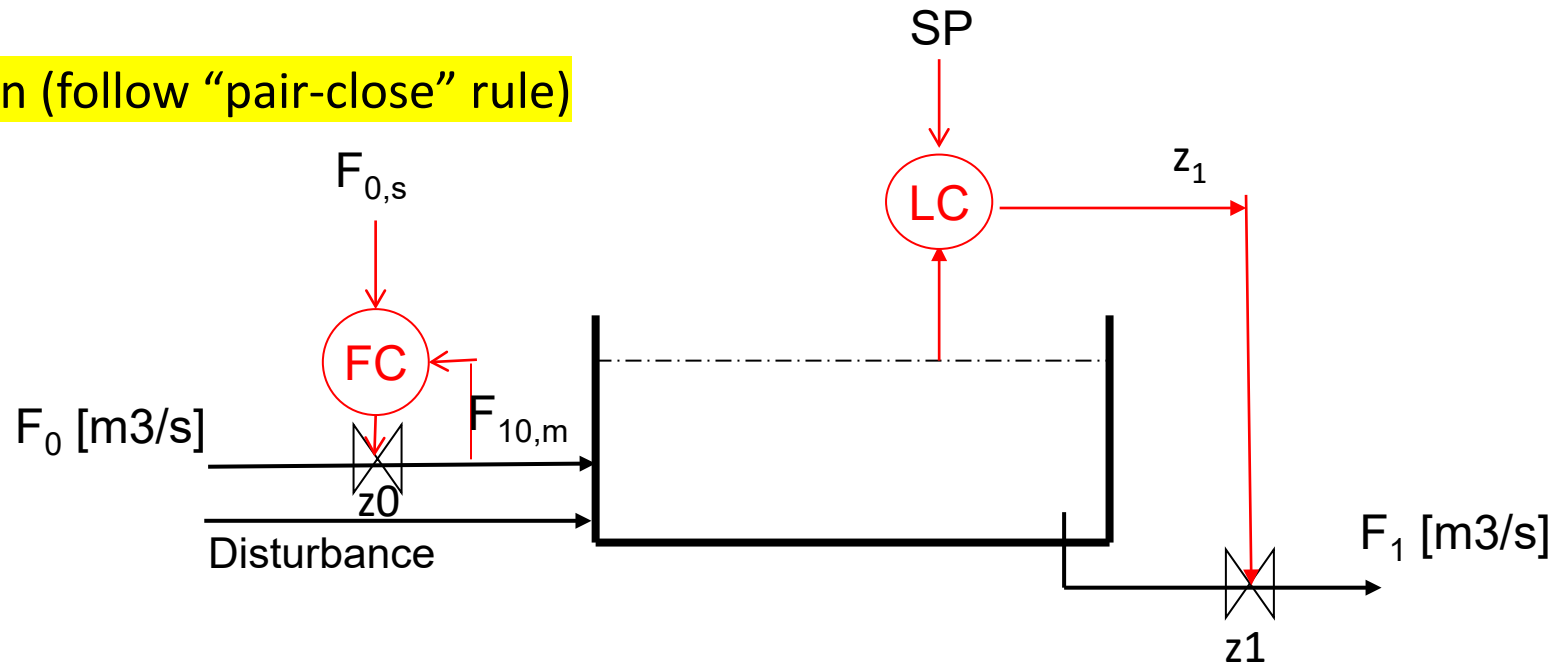 SP
n (follow “pair-close” rule)
F0,s
z1
LC
FC
F10,m
F0 [m3/s]
z0
Disturbance
F1 [m3/s]
z1